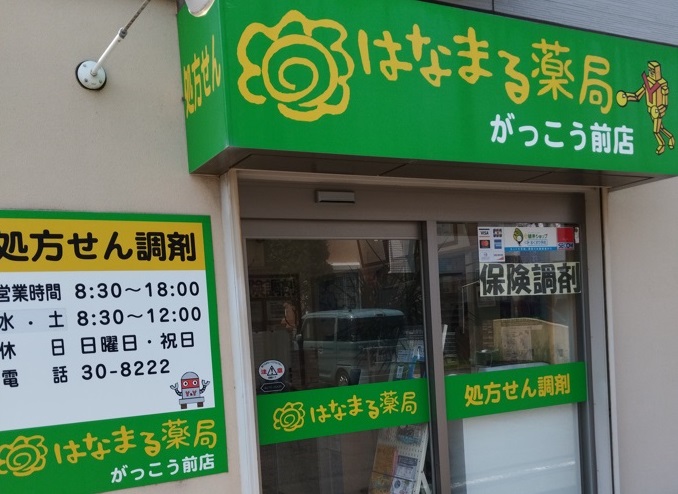 処方せん
はなまる薬局
がっこう前店
処方せん調剤
営業時間 8:30～18:00
水・土 8:30～12:00
休 日 日曜日・祝日
電 話 30-8222
はなまる薬局
がっこう前店
VISA
JCB
保険調剤
はなまる薬局
処方せん調剤